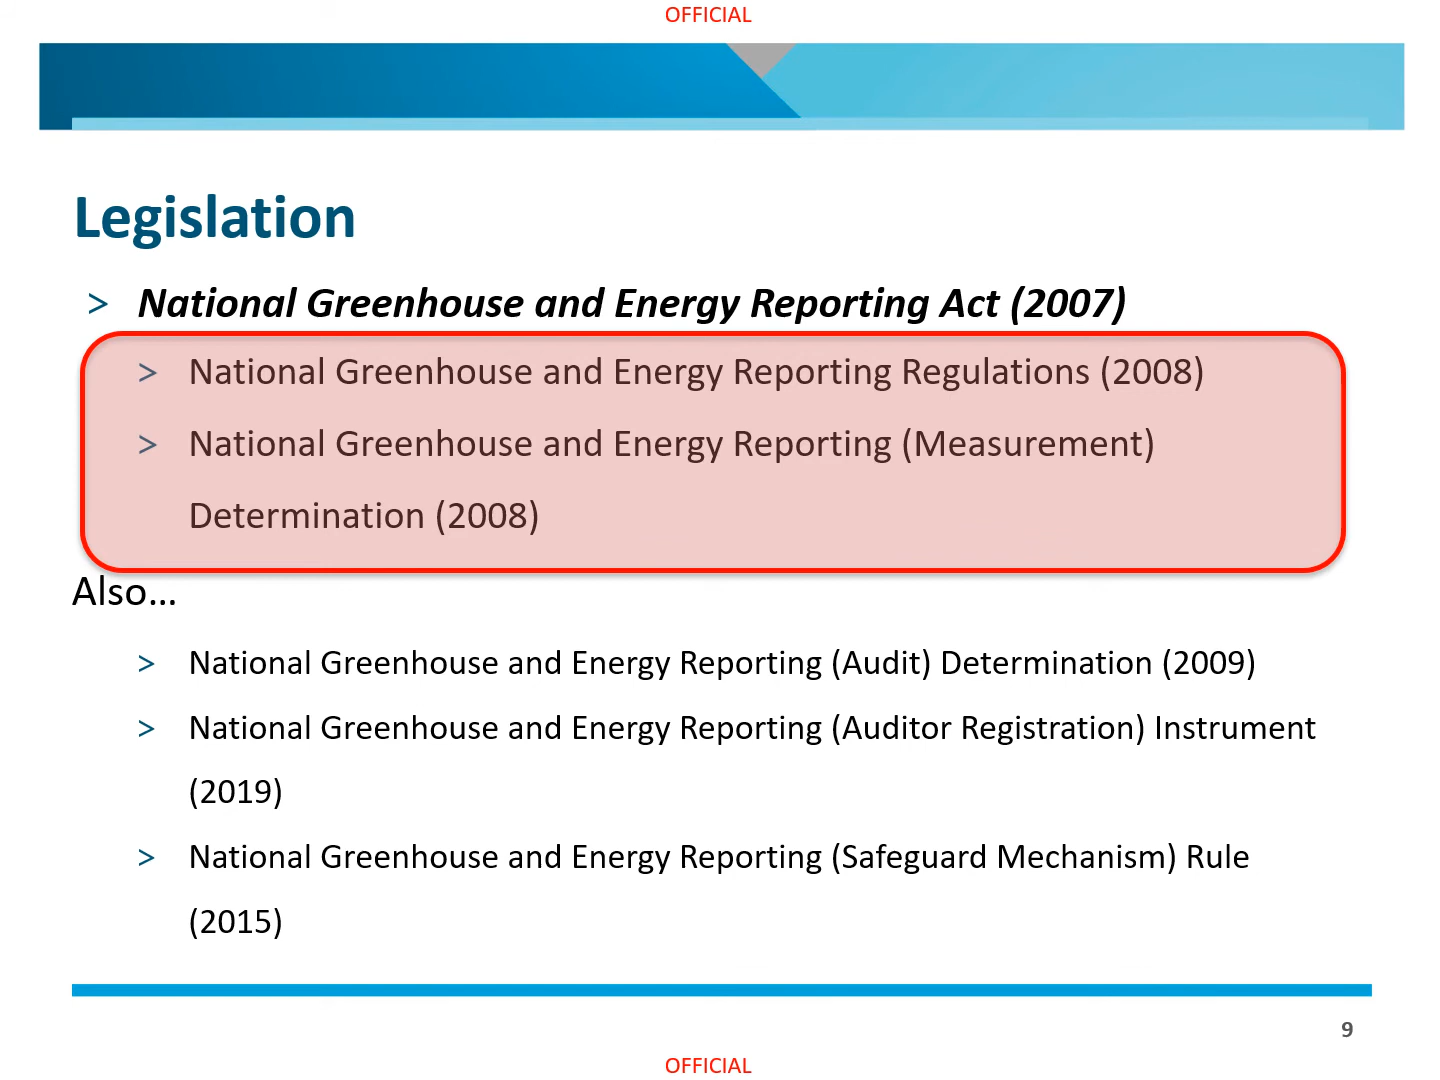 OFFICIAL
Legislation
> National Greenhouse and Energy Reporting Act (2007)
> National Greenhouse and Energy Reporting Regulations (2008)
> National Greenhouse and Energy Reporting (Measurement)
Determination (2008)
Also...
> National Greenhouse and Energy Reporting (Audit) Determination (2009)
> National Greenhouse and Energy Reporting (Auditor Registration) Instrument
(2019)
> National Greenhouse and Energy Reporting (Safeguard Mechanism) Rule
(2015)
9
OFFICIAL